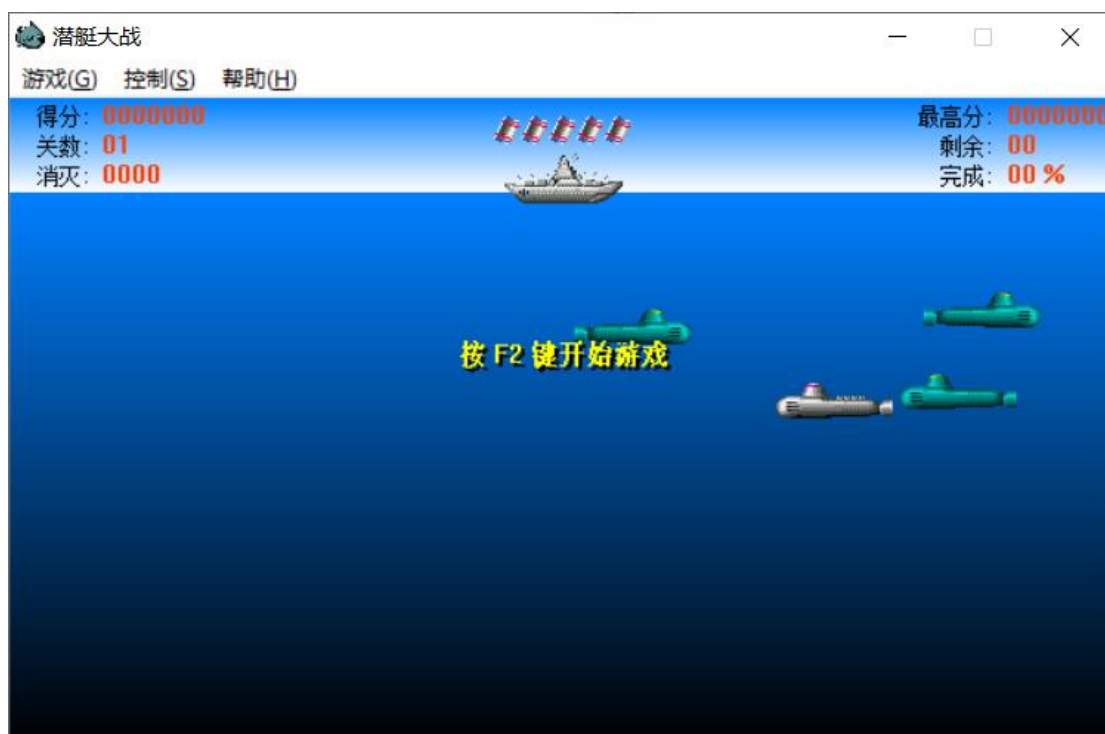 潜艇大战
游戏(G) 控制(S) 帮助(H)
得分: 0000000
最高分: 0000000
关数: 01
剩余: 00
消灭: 0000
完成: 00 %
按 F2 键开始游戏